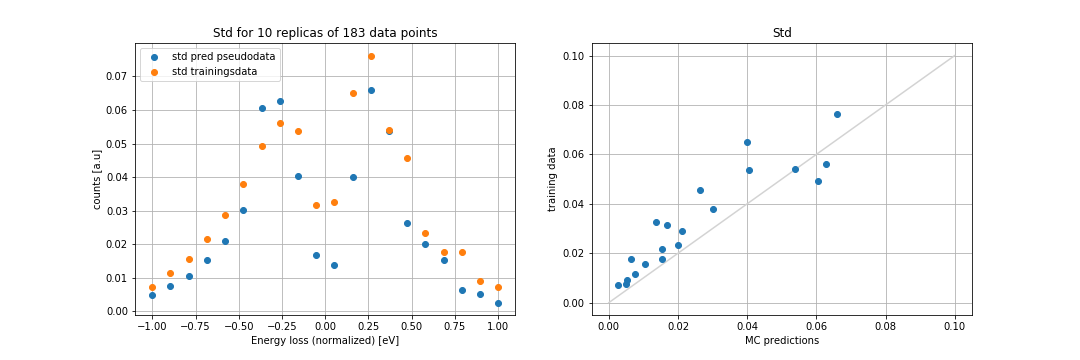 Std for 10 replicas of 183 data points
std pred pseudodata
std trainingsdata
counts [a.u]
0.07
0.06
0.05
0.04
0.03
0.02
0.01
0.00
−1.00 −0.75 −0.50 −0.25 0.00 0.25 0.50 0.75 1.00
Energy loss (normalized) [eV]
Std
training data
0.10
0.08
0.06
0.04
0.02
0.00
0.00 0.02 0.04 0.06 0.08 0.10
MC predictions